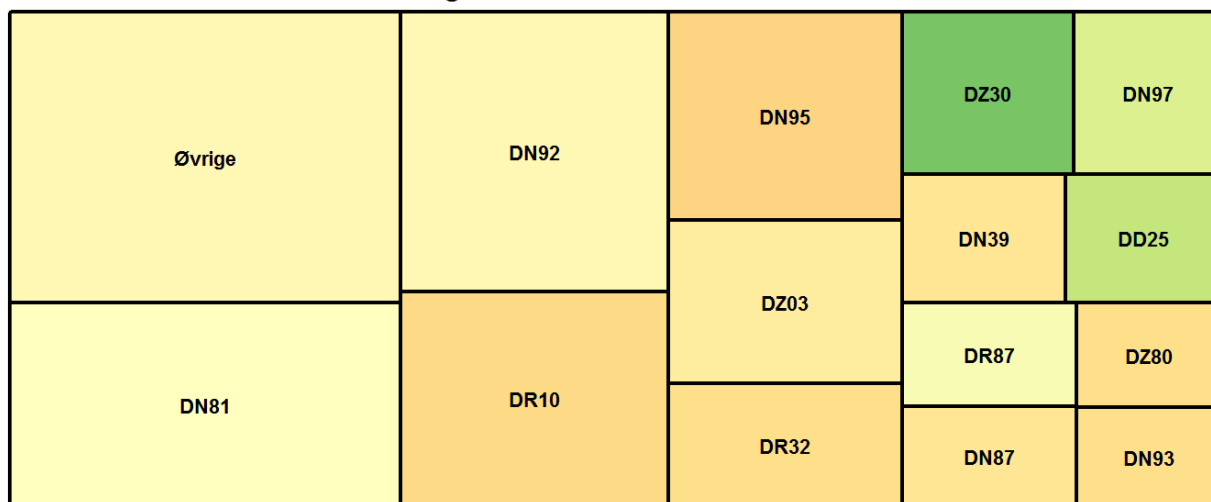 Øvrige
DN92
DN95
DZ30
DN97
DN39
DD25
DZ03
DR87
DZ80
DN81
DR10
DR32
DN87
DN93